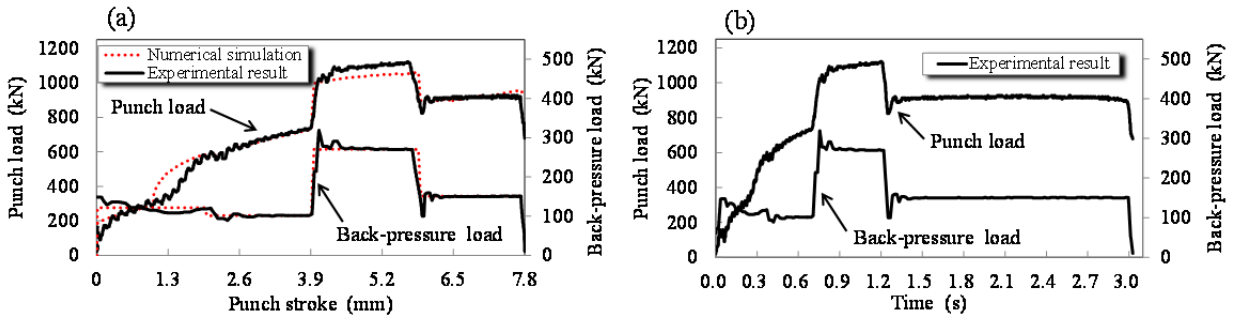 (a)
Numerical simulation
Experimental result
Punch load
Back-pressure load
Punch load (kN)
1200
1000
800
600
400
200
0
Back-pressure load (kN)
500
400
300
200
100
0
0 1.3 2.6 3.9 5.2 6.5 7.8
Punch stroke (mm)
(b)
Experimental result
Punch load
Back-pressure load
Punch load (kN)
1200
1000
800
600
400
200
0
Back-pressure load (kN)
500
400
300
200
100
0
0.0 0.3 0.6 0.9 1.2 1.5 1.8 2.1 2.4 2.7 3.0
Time (s)